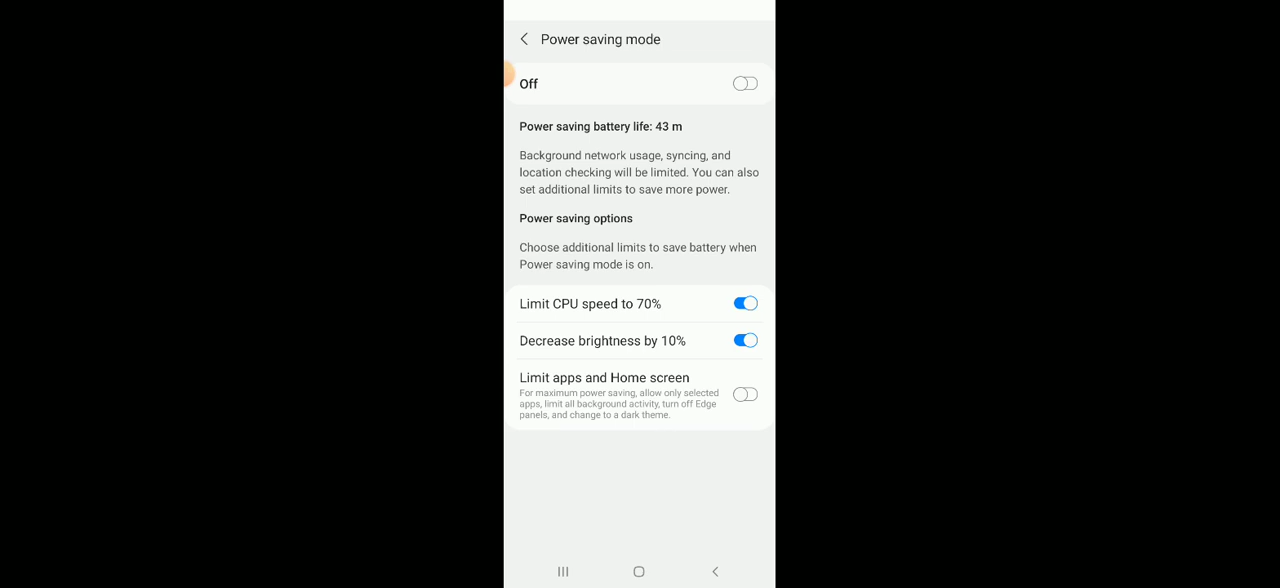 Power saving mode
Off
Power saving battery life: 43 m
Background network usage, syncing, and
location checking will be limited. You can also
set additional limits to save more power.
Power saving options
Choose additional limits to save battery when
Power saving mode is on.
Limit CPU speed to 70%
Decrease brightness by 10%
Limit apps and Home screen
For maximum power saving, allow only selected
apps, limit all background activity, turn off Edge
panels, and change to a dark theme.